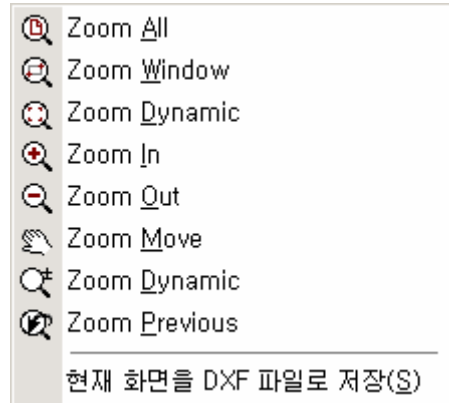 Zoom All
Zoom Window
Zoom Dynamic
Zoom In
Zoom Out
Zoom Move
Zoom Dynamic
Zoom Previous
현재 화면을 DXF 파일로 저장(S)